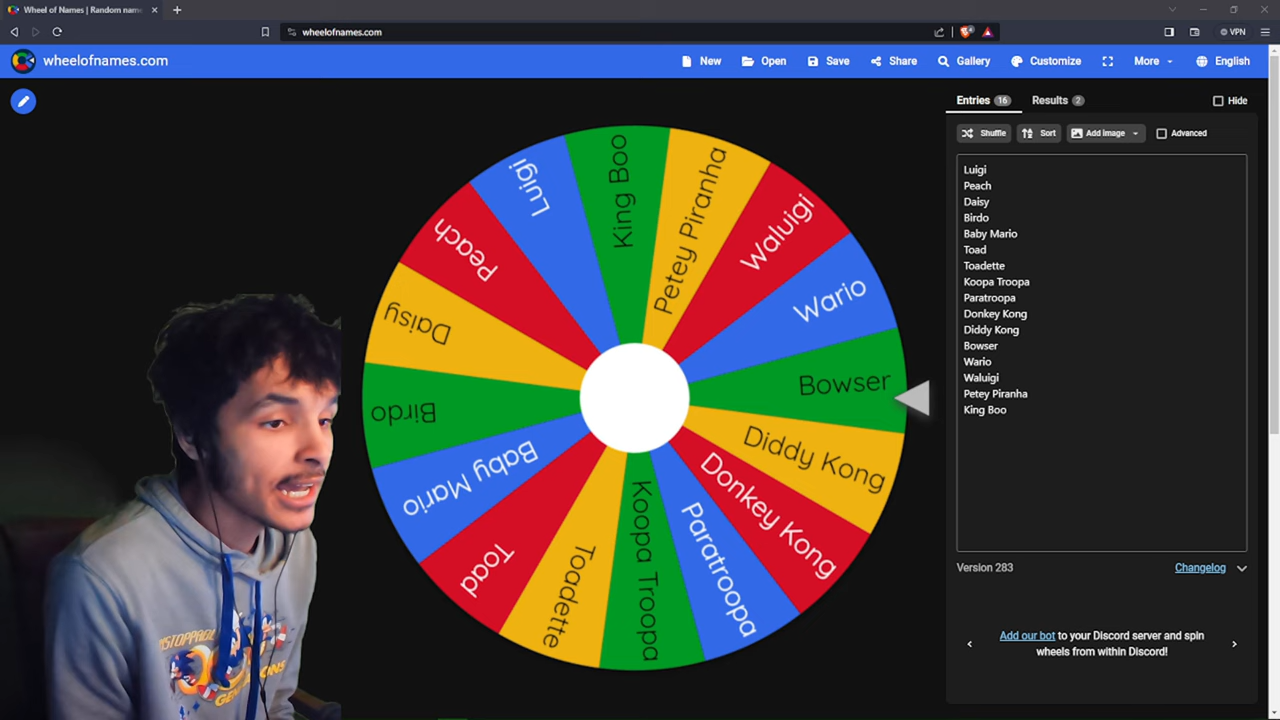 Wheel of Names | Random name
wheelofnames.com
VPN
wheelofnames.com
New
Open
Save
Share
Gallery
Customize
More
English
Entries 16
Results 2
Hide
Shuffle
Sort
Add image
Advanced
Luigi
Peach
Daisy
Birdo
Baby Mario
Toad
Toadette
Koopa Troopa
Paratroopa
Donkey Kong
Diddy Kong
Bowser
Wario
Waluigi
Petey Piranha
King Boo
King Boo
Petey Piranha
Waluigi
Wario
Bowser
Diddy Kong
Donkey Kong
Paratroopa
Koopa Troopa
Toadette
Toad
Baby Mario
Birdo
Daisy
Peach
Luigi
Version 283
Changelog
Add our bot to your Discord server and spin
wheels from within Discord!